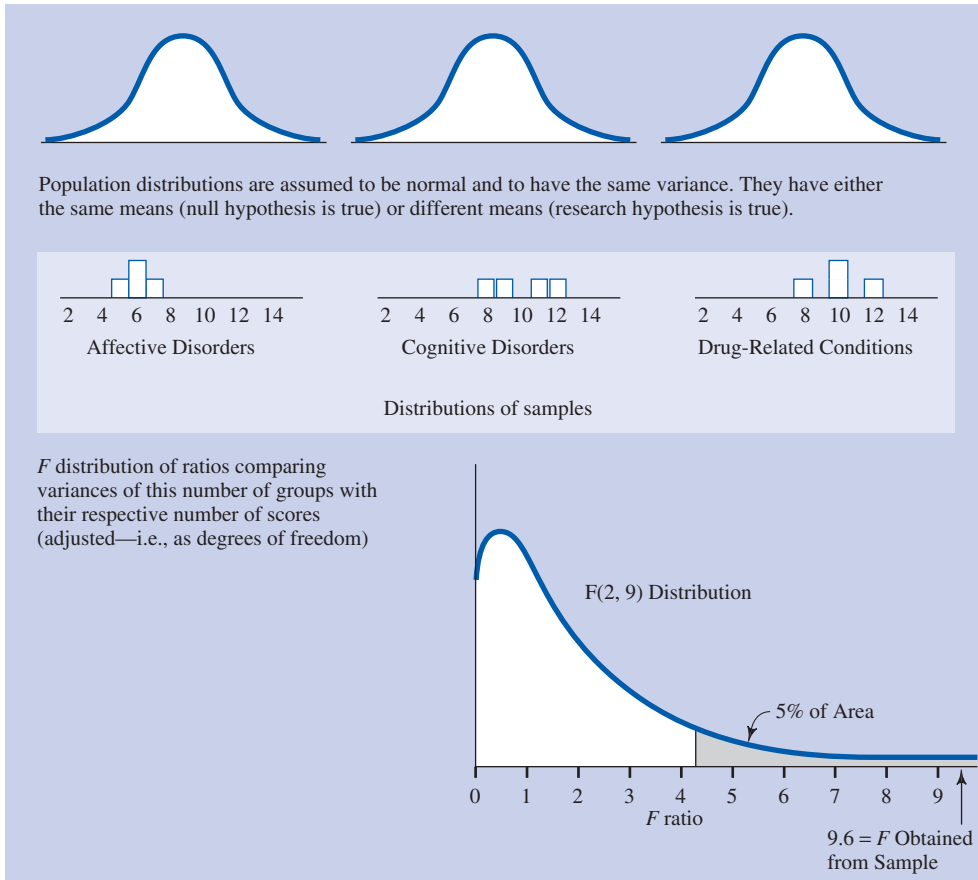 Population distributions are assumed to be normal and to have the same variance. They have either
the same means (null hypothesis is true) or different means (research hypothesis is true).
2 4 6 8 10 12 14
Affective Disorders
2 4 6 8 10 12 14
Cognitive Disorders
2 4 6 8 10 12 14
Drug-Related Conditions
Distributions of samples
F distribution of ratios comparing
variances of this number of groups with
their respective number of scores
(adjusted—i.e., as degrees of freedom)
F(2, 9) Distribution
5% of Area
0 1 2 3 4 5 6 7 8 9
F ratio
9.6 = F Obtained
from Sample